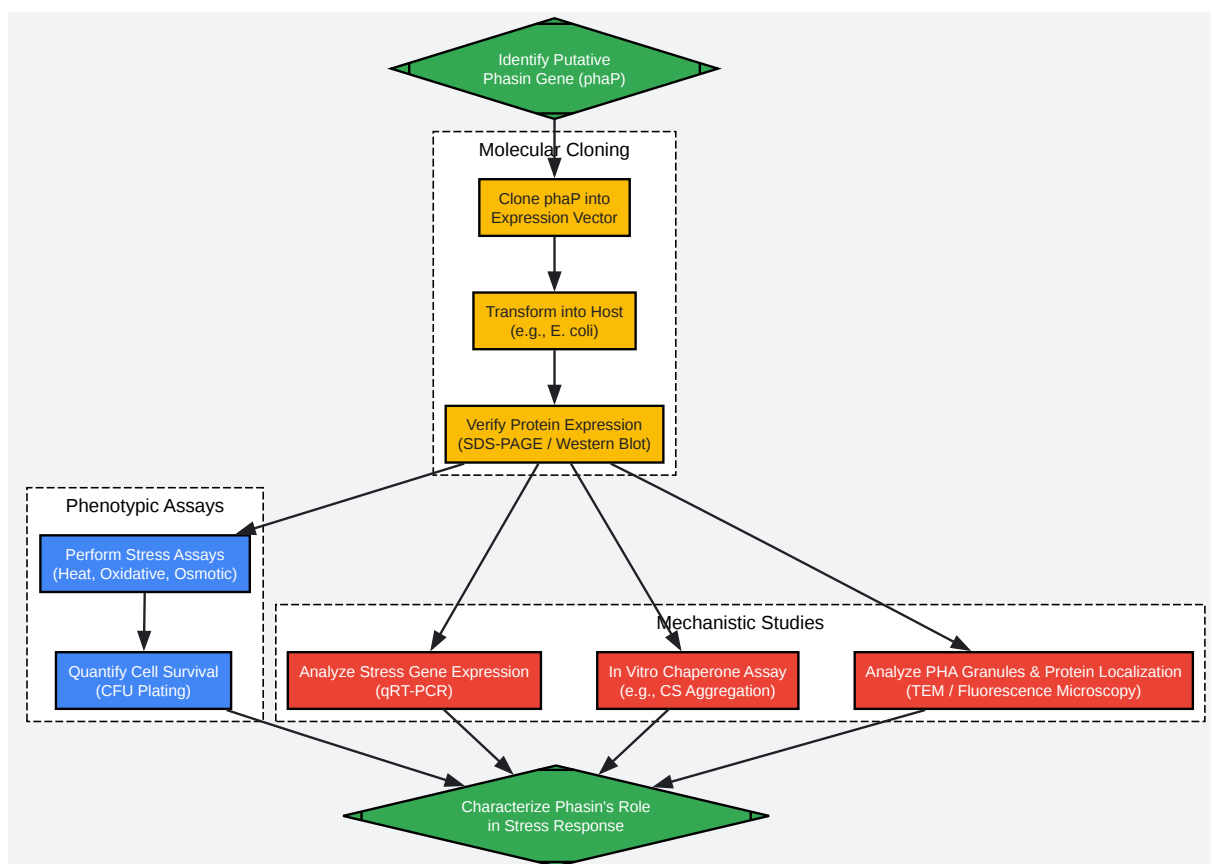 Identify Putative
Phasin Gene (phaP)
Molecular Cloning
Clone phaP into
Expression Vector
Transform into Host
(e.g., E. coli)
Verify Protein Expression
(SDS-PAGE / Western Blot)
Phenotypic Assays
Perform Stress Assays
(Heat, Oxidative, Osmotic)
Quantify Cell Survival
(CFU Plating)
Mechanistic Studies
Analyze Stress Gene Expression
(qRT-PCR)
In Vitro Chaperone Assay
(e.g., CS Aggregation)
Analyze PHA Granules & Protein Localization
(TEM / Fluorescence Microscopy)
Characterize Phasin's Role
in Stress Response